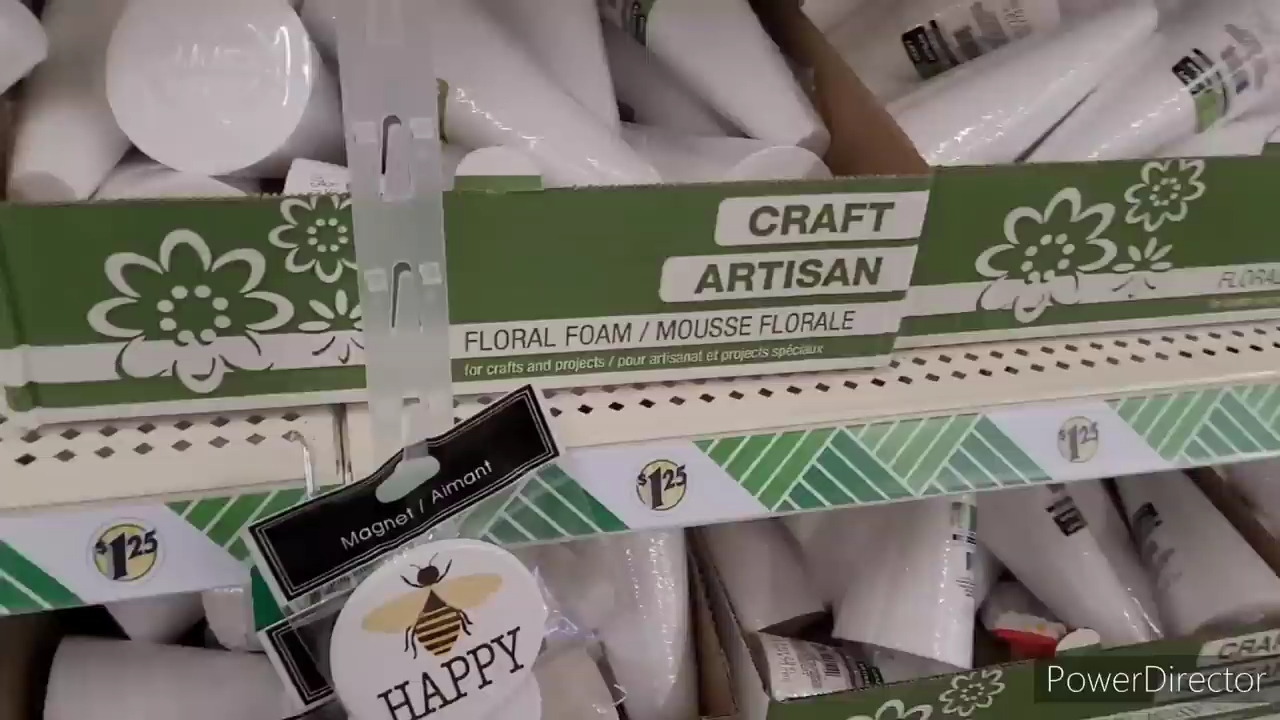 CRAFT
ARTISAN
FLORAL FOAM / MOUSSE FLORALE
for crafts and projects / pour artisanat et projets spéciaux
$1.25
$1.25
$1.25
Magnet / Aimant
HAPPY
PowerDirector